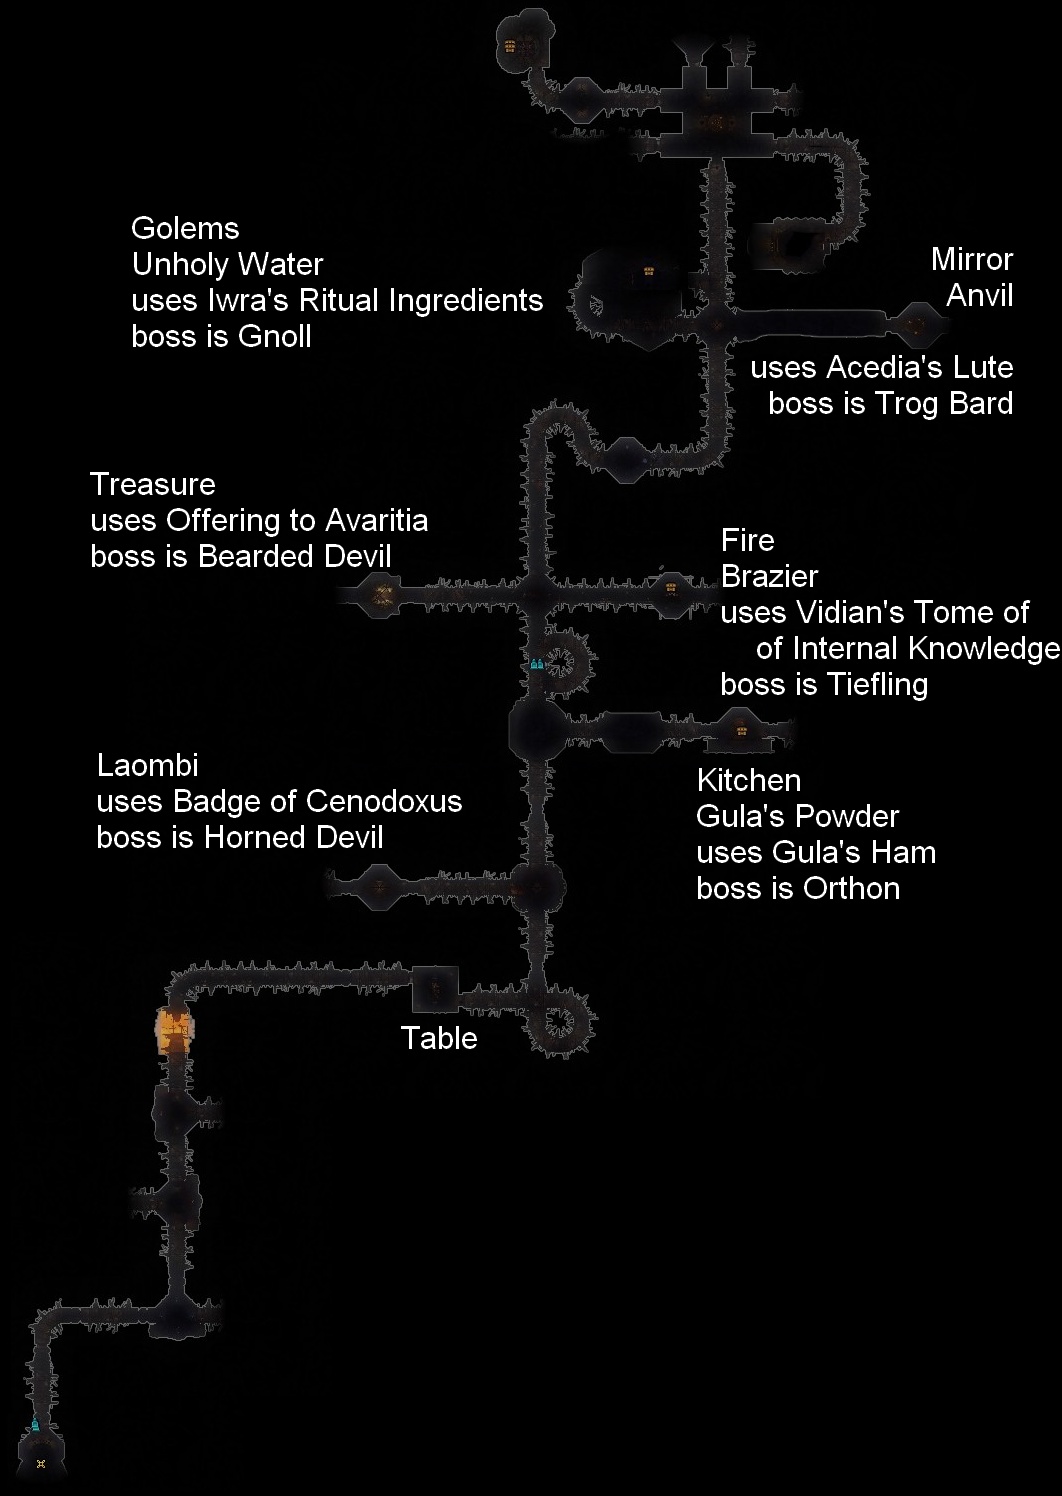 Golems
Unholy Water
uses Iwra's Ritual Ingredients
boss is Gnoll
Mirror
Anvil
uses Acedia's Lute
boss is Trog Bard
Treasure
uses Offering to Avaritia
boss is Bearded Devil
Fire
Brazier
uses Vidian's Tome of
of Internal Knowledge
boss is Tiefling
Laombi
uses Badge of Cenodoxus
boss is Horned Devil
Kitchen
Gula's Powder
uses Gula's Ham
boss is Orthon
Table